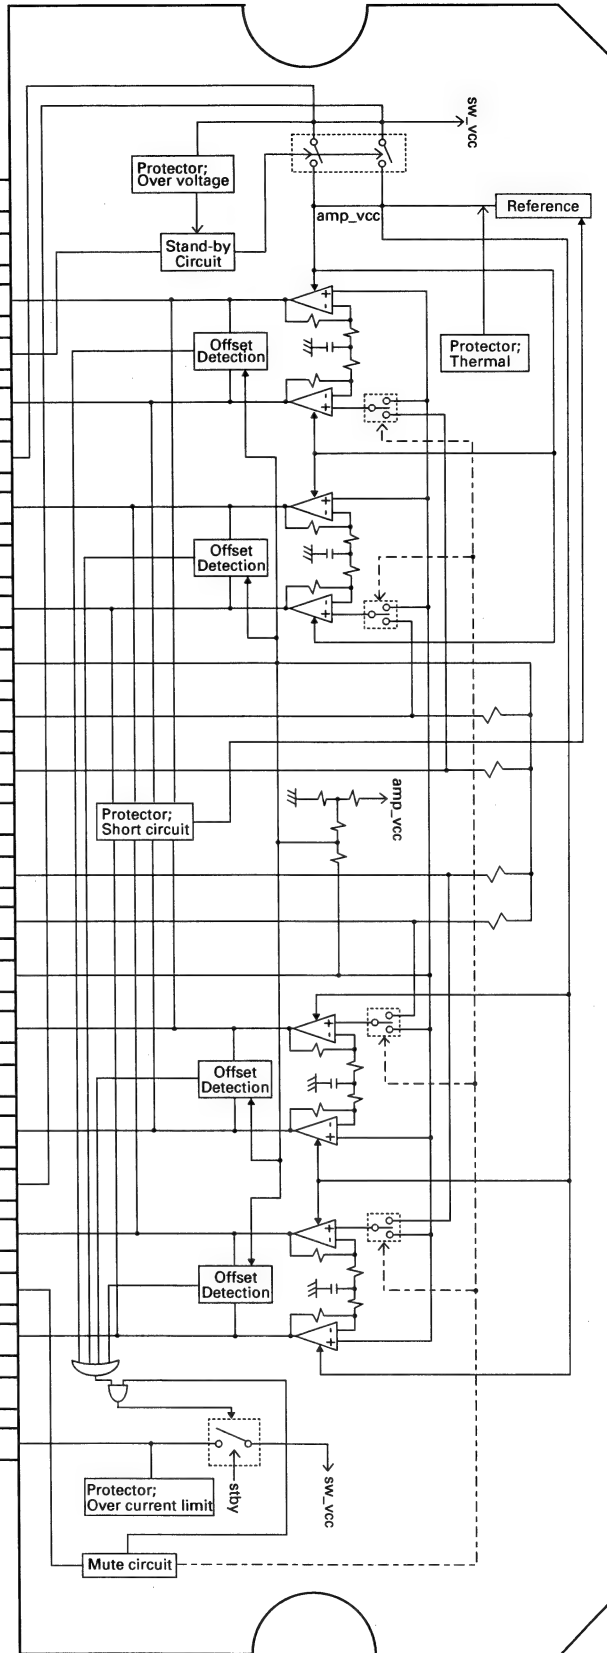 sw_vcc
Protector;
Over voltage
Reference
amp_vcc
Stand-by
Circuit
+
-
Offset
Detection
Protector;
Thermal
-
+
+
-
Offset
Detection
-
+
amp_vcc
Protector;
Short circuit
+
-
Offset
Detection
-
+
+
-
Offset
Detection
-
+
Protector;
Over current limit
stby
sw_vcc
Mute circuit